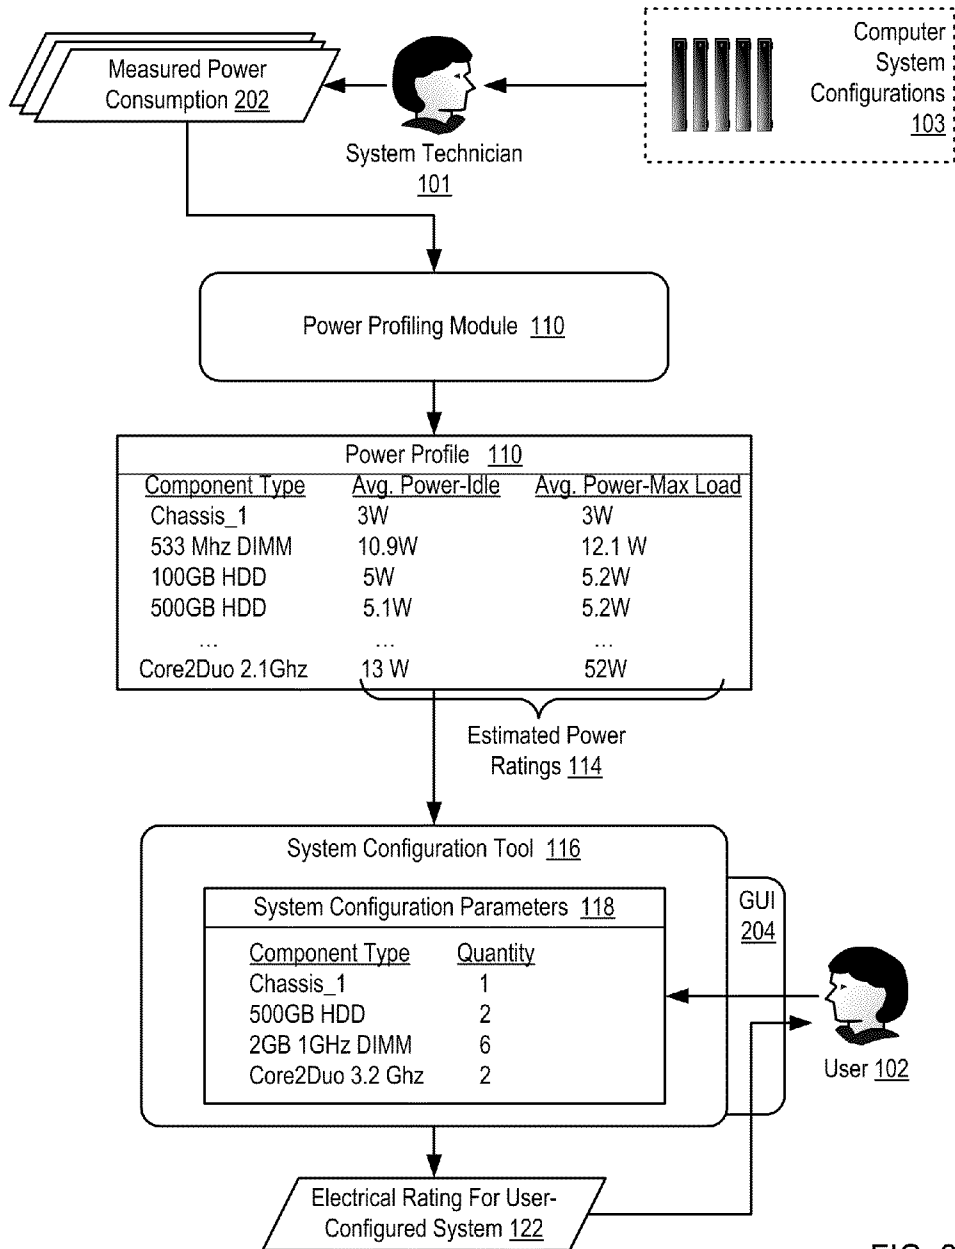 Measured Power
Consumption 202
System Technician
101
Computer
System
Configurations
103
Power Profiling Module 110
Power Profile 110
Component Type Avg. Power-Idle Avg. Power-Max Load
Chassis_1 3W 3W
533 Mhz DIMM 10.9W 12.1 W
100GB HDD 5W 5.2W
500GB HDD 5.1W 5.2W
... ... ...
Core2Duo 2.1Ghz 13 W 52W
Estimated Power
Ratings 114
System Configuration Tool 116
System Configuration Parameters 118
Component Type Quantity
Chassis_1 1
500GB HDD 2
2GB 1GHz DIMM 6
Core2Duo 3.2 Ghz 2
GUI
204
User 102
Electrical Rating For User-
Configured System 122
FIG.